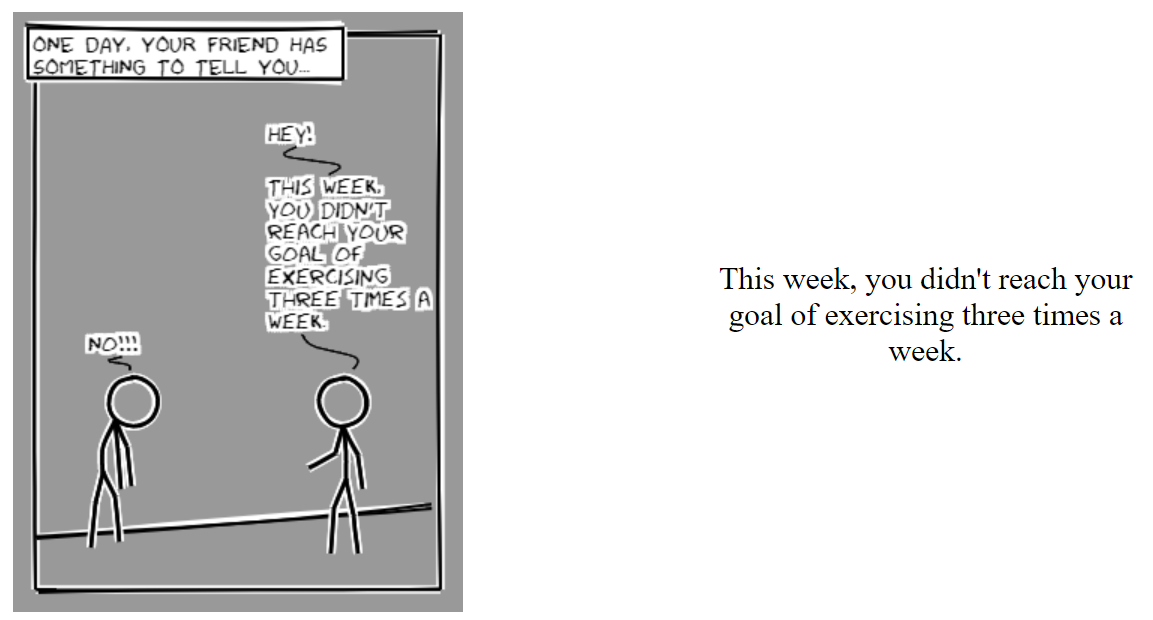 ONE DAY, YOUR FRIEND HAS
SOMETHING TO TELL YOU...
HEY!
THIS WEEK,
YOU DIDN'T
REACH YOUR
GOAL OF
EXERCISING
THREE TIMES A
WEEK.
NO!!!
This week, you didn't reach your
goal of exercising three times a
week.